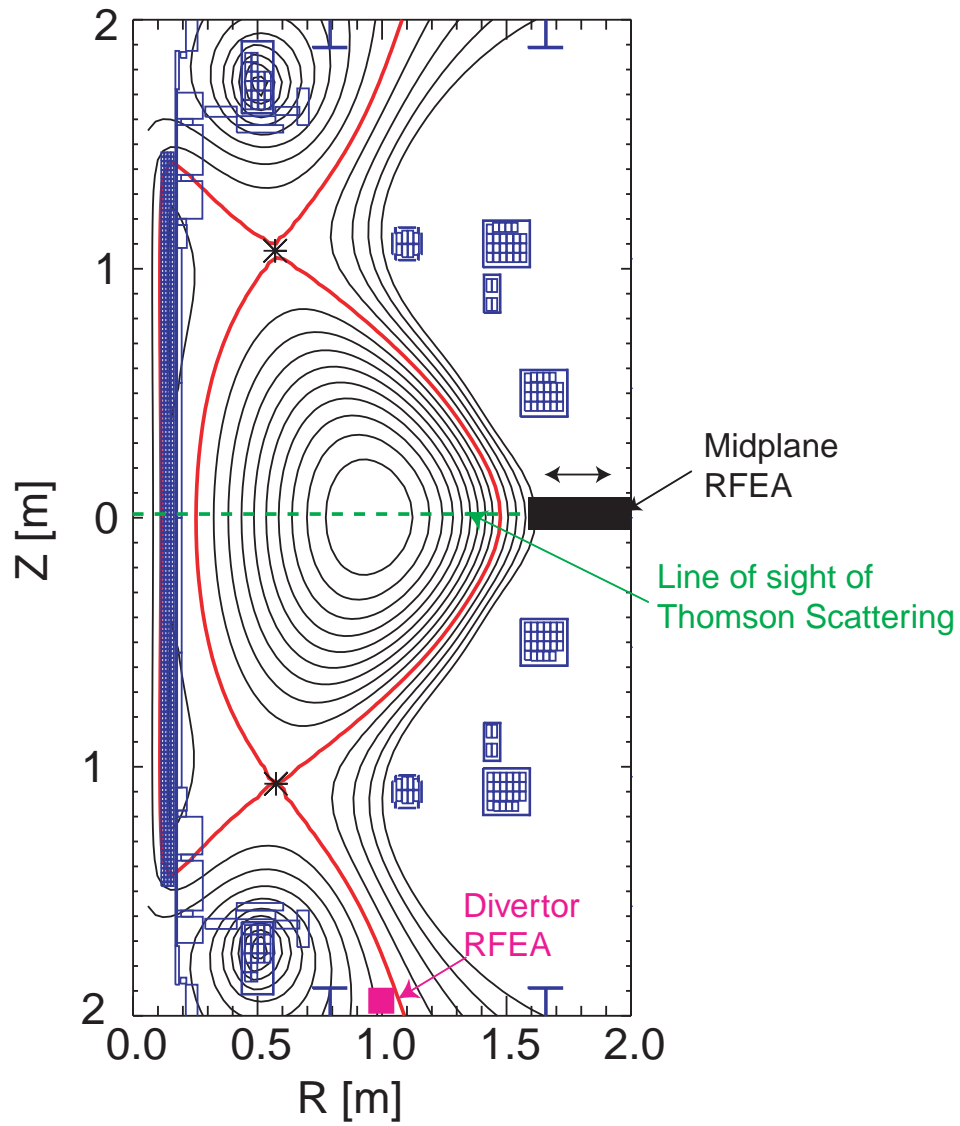 2
1
0
1
2
Z [m]
0.0
0.5
1.0
1.5
2.0
R [m]
Midplane
RFEA
Line of sight of
Thomson Scattering
Divertor
RFEA